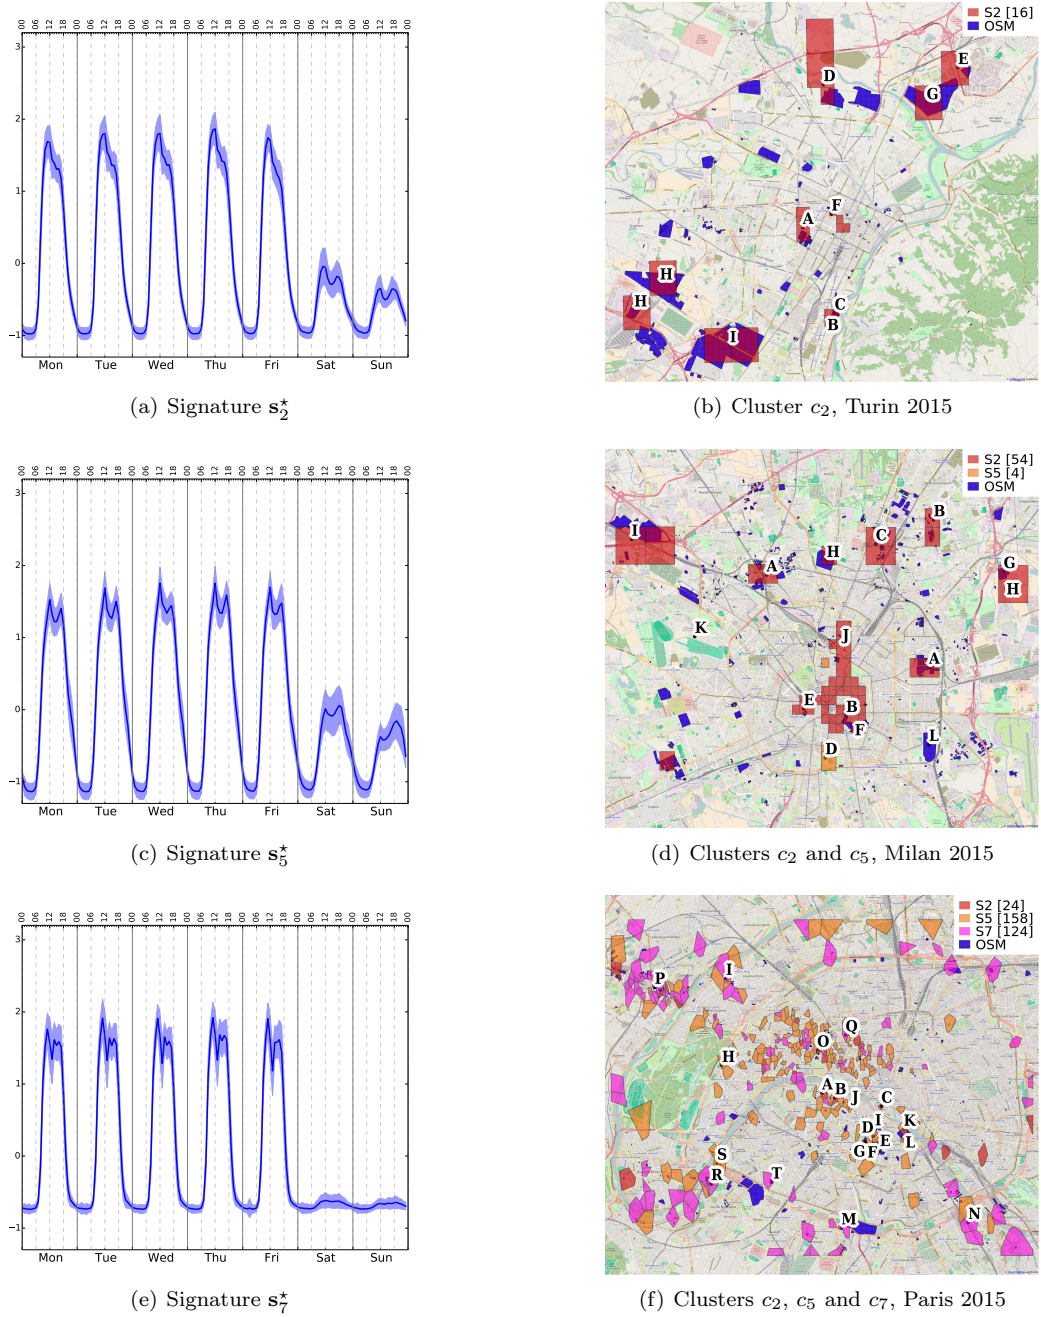 00 06 12 18 00 06 12 18 00 06 12 18 00 06 12 18 00 06 12 18 00 06 12 18 00 06 12 18 00
3
2
1
0
−1
Mon Tue Wed Thu Fri Sat Sun
(a) Signature s₂⋆
S2 [16]
OSM
E
D
G
F
A
H
H
C
B
I
(b) Cluster c₂, Turin 2015
00 06 12 18 00 06 12 18 00 06 12 18 00 06 12 18 00 06 12 18 00 06 12 18 00 06 12 18 00
3
2
1
0
−1
Mon Tue Wed Thu Fri Sat Sun
(c) Signature s₅⋆
S2 [54]
S5 [4]
OSM
B
I
C
H
G
A
H
K
J
A
E
B
F
L
D
(d) Clusters c₂ and c₅, Milan 2015
00 06 12 18 00 06 12 18 00 06 12 18 00 06 12 18 00 06 12 18 00 06 12 18 00 06 12 18 00
3
2
1
0
−1
Mon Tue Wed Thu Fri Sat Sun
(e) Signature s₇⋆
S2 [24]
S5 [158]
S7 [124]
OSM
I
P
Q
O
H
A
B
J
C
I
K
D
E
L
G
F
S
R
T
N
M
(f) Clusters c₂, c₅ and c₇, Paris 2015